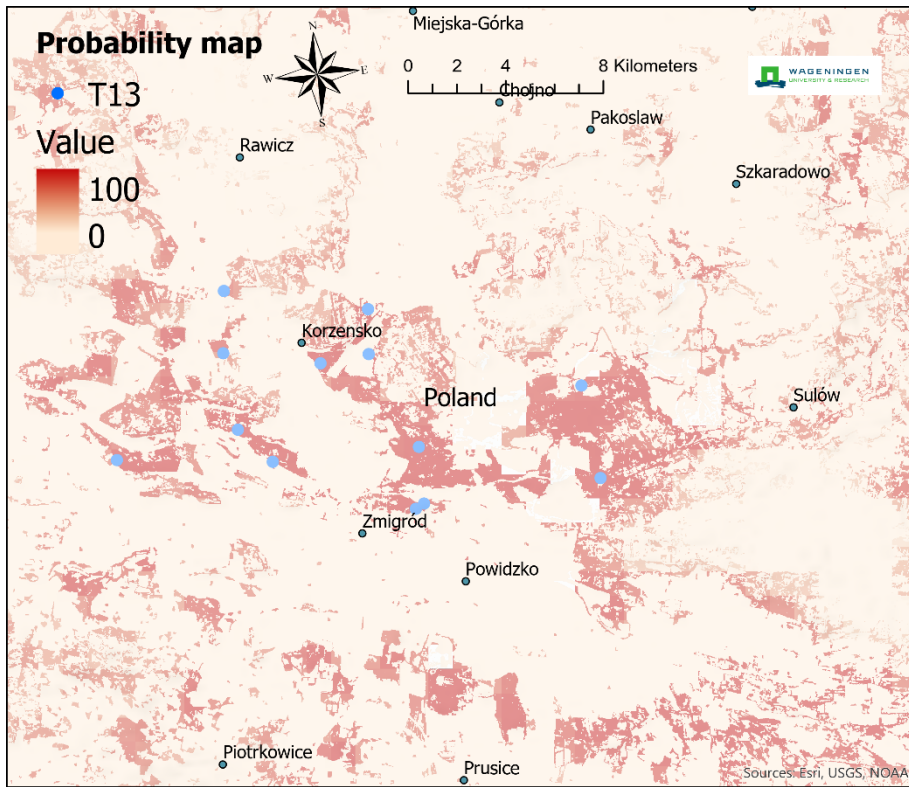 Miejska-Górka
Probability map
N
W E
S
0 2 4 8 Kilometers
WAGENINGEN
UNIVERSITY & RESEARCH
T13
Chojno
Pakoslaw
Value
Rawicz
Szkaradowo
100
0
Korzensko
Poland
Sulów
Zmigród
Powidzko
Piotrkowice
Prusice
Sources: Esri, USGS, NOAA